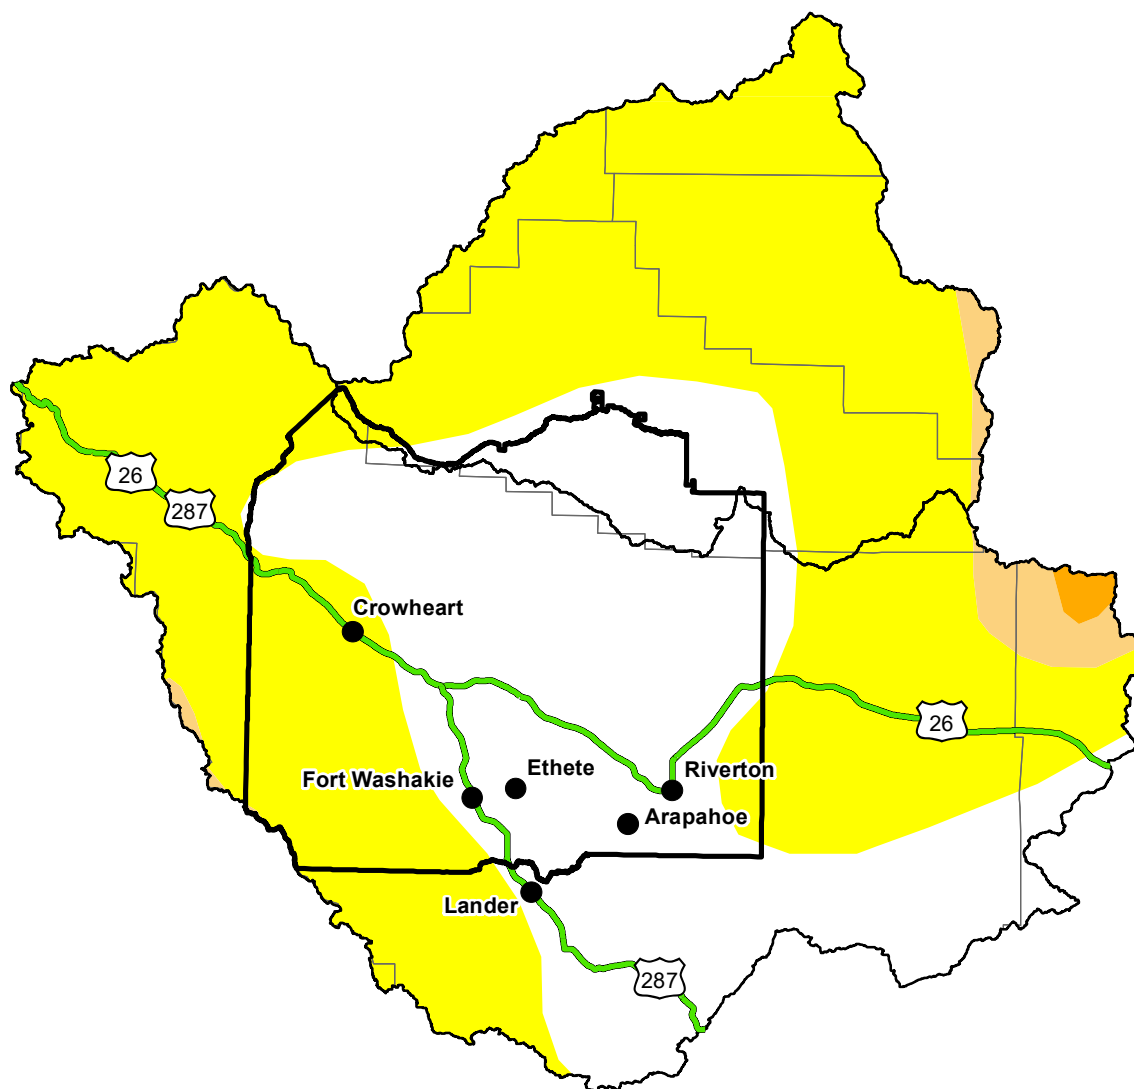 26
287
Crowheart
26
Fort Washakie
Ethete
Riverton
Arapahoe
Lander
287